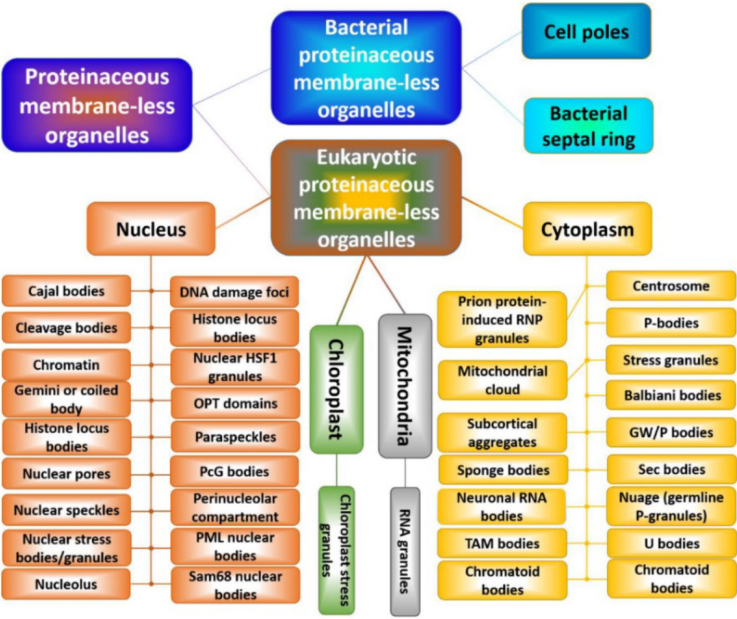 Proteinaceous
membrane-less
organelles
Bacterial
proteinaceous
membrane-less
organelles
Cell poles
Bacterial
septal ring
Eukaryotic
proteinaceous
membrane-less
organelles
Nucleus
Cajal bodies
Cleavage bodies
Chromatin
Gemini or coiled
body
Histone locus
bodies
Nuclear pores
Nuclear speckles
Nuclear stress
bodies/granules
Nucleolus
DNA damage foci
Histone locus
bodies
Nuclear HSF1
granules
OPT domains
Paraspeckles
PcG bodies
Perinucleolar
compartment
PML nuclear
bodies
Sam68 nuclear
bodies
Chloroplast
Chloroplast stress
granules
Mitochondria
RNA granules
Cytoplasm
Prion protein-
induced RNP
granules
Mitochondrial
cloud
Subcortical
aggregates
Sponge bodies
Neuronal RNA
bodies
TAM bodies
Chromatoid
bodies
Centrosome
P-bodies
Stress granules
Balbiani bodies
GW/P bodies
Sec bodies
Nuage (germline
P-granules)
U bodies
Chromatoid
bodies